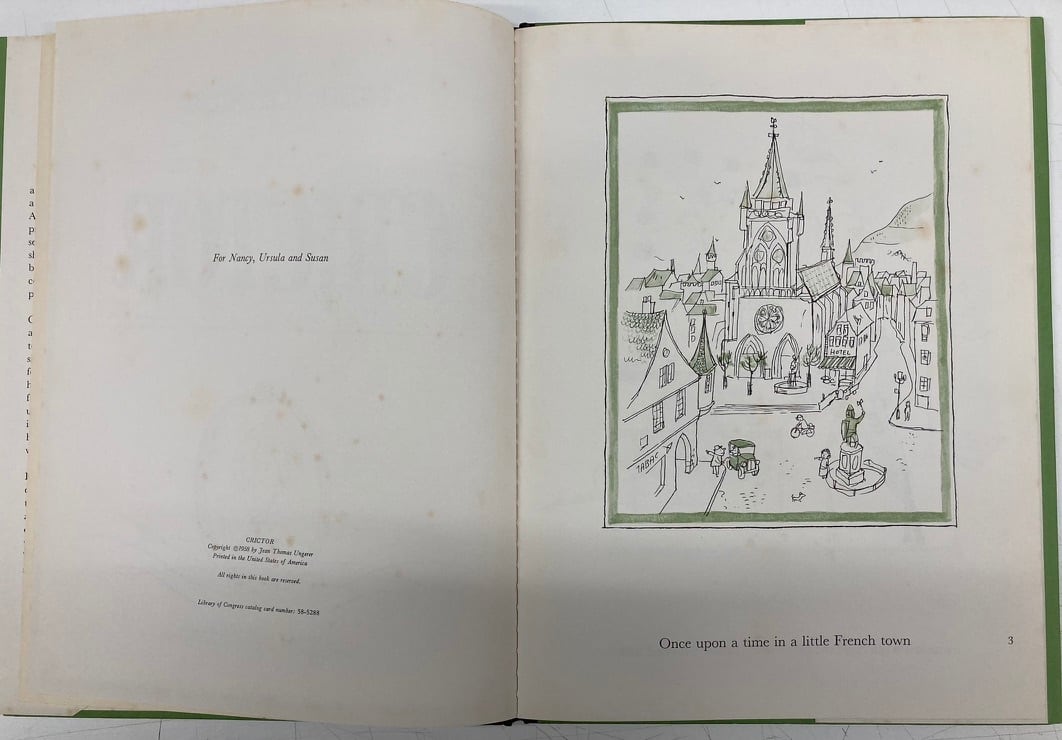 For Nancy, Ursula and Susan
CRICTOR
Copyright ©1958 by Jean Thomas Ungerer
Printed in the United States of America
All rights in this book are reserved.
Library of Congress catalog card number: 58-5288
HOTEL
TABAC
Once upon a time in a little French town
3